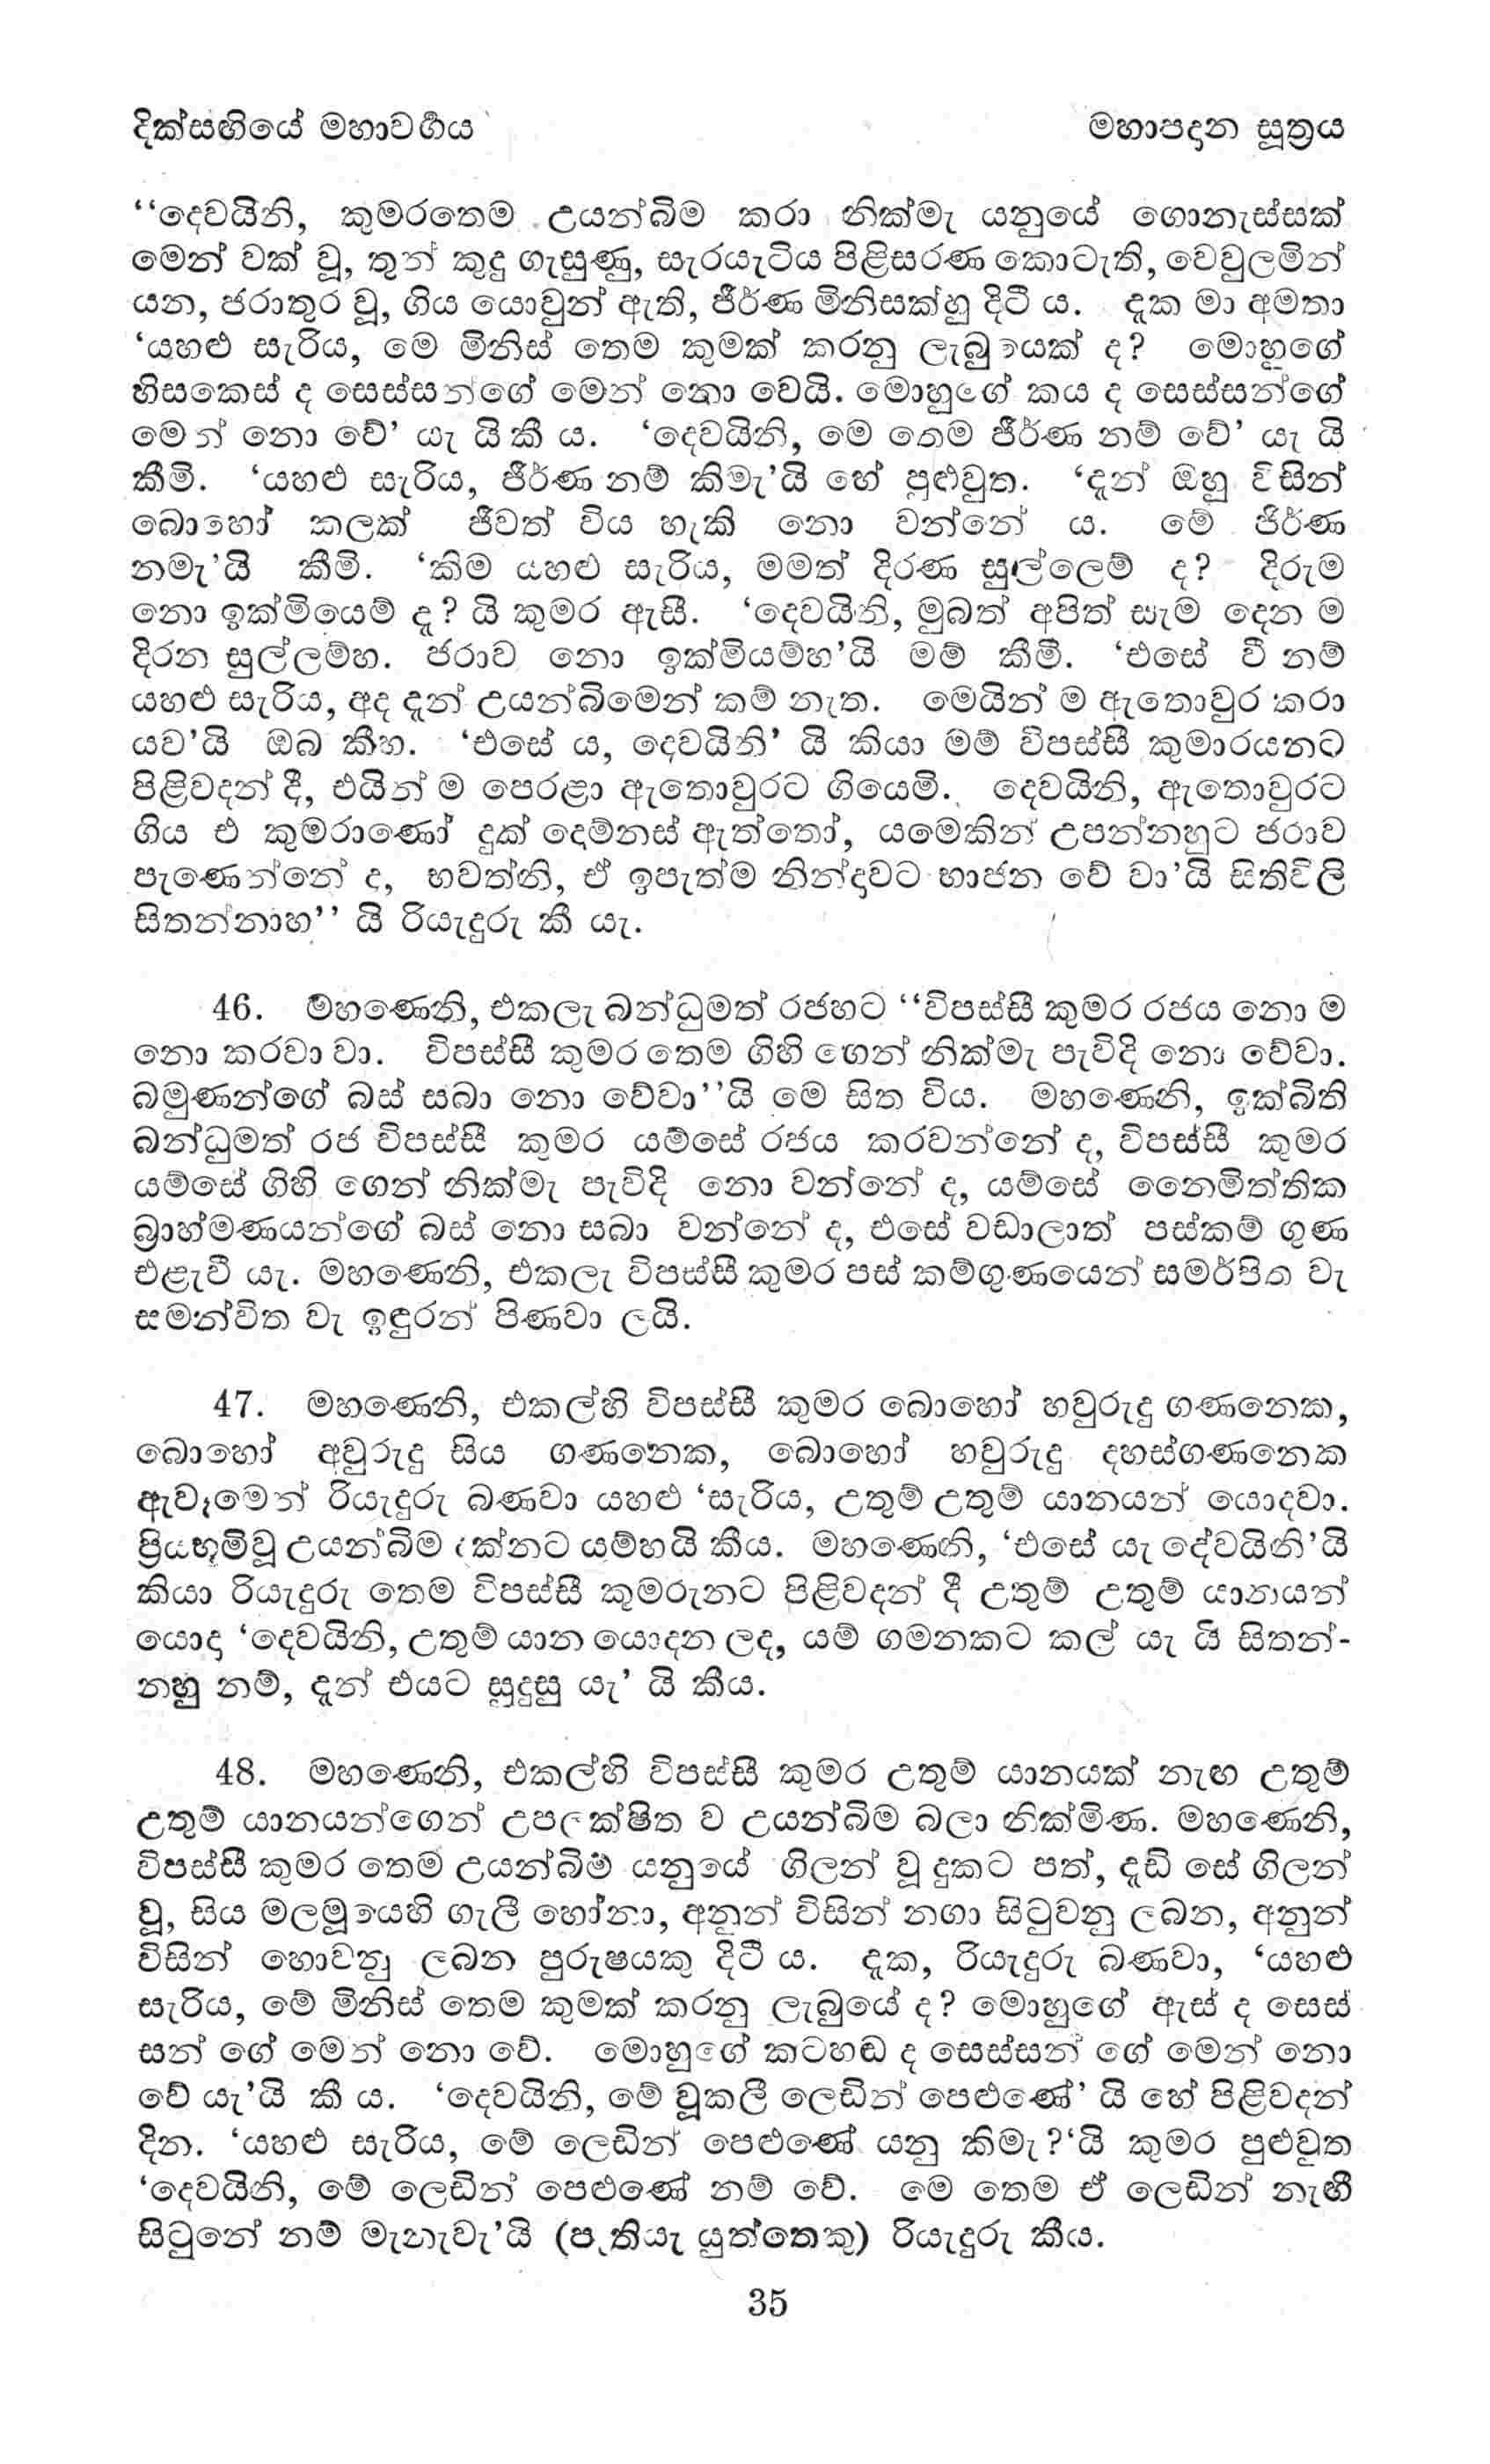 දික්සඟියේ මහාවර්‍ගය
මහාපදාන සූත්‍රය
‘‘දෙවයිනි, කුමරතෙම උයන්බිම කරා නික්මැ යනුයේ ගොනැස්සක්
මෙන් වක් වූ, තුන් කුදු ගැසුණු, සැරයැටිය පිළිසරණ කොටැති, වෙවුලමින්
යන, ජරාතුර වූ, ගිය යොවුන් ඇති, ජීර්ණ මිනිසක්හු දිටී ය. දැක මා අමතා
‘යහළු සැරිය, මෙ මිනිස් තෙම කුමක් කරනු ලැබුයෙක් ද? මොහුගේ
හිසකෙස් ද සෙස්සන්ගේ මෙන් නො වෙයි. මොහුගේ කය ද සෙස්සන්ගේ
මෙන් නො වේ’ යැ යි කී ය. ‘දෙවයිනි, මෙ තෙම ජීර්ණ නම් වේ’ යැ යි
කීමි. ‘යහළු සැරිය, ජීර්ණ නම් කිමැ’යි හේ පුළුවුත. ‘දැන් ඔහු විසින්
බොහෝ කලක් ජීවත් විය හැකි නො වන්නේ ය. මේ ජිර්ණ
නමැ’යි කීමි. ‘කිම යහළු සැරිය, මමත් දිරණ සුල්ලෙම් ද? දිරුම
නො ඉක්මියෙම් ද? යි කුමර ඇසී. ‘දෙවයිනි, මුබත් අපිත් සැම දෙන ම
දිරන සුල්ලම්හ. ජරාව නො ඉක්මියම්හ’යි මම් කීමී. ‘එසේ වී නම්
යහළු සැරිය, අද දැන් උයන්බිමෙන් කම් නැත. මෙයින් ම ඇතොවුර කරා
යව’යි ඔබ කීහ. ‘එසේ ය, දෙවයිනි’ යි කියා මම් විපස්සී කුමාරයනට
පිළිවදන් දී, එයින් ම පෙරළා ඇතොවුරට ගියෙමි. දෙවයිනි, ඇතොවුරට
ගිය එ කුමරාණෝ දුක් දෙම්නස් ඇත්තෝ, යමෙකින් උපන්නහුට ජරාව
පැණෙන්නේ ද, භවත්නි, ඒ ඉපැත්ම නින්දාවට භාජන වේ වා’යි සිතිවිලි
සිතන්නාහ’’ යි රියැදුරු කී යැ.
46. මහණෙනි, එකලැ බන්ධුමත් රජහට ‘‘විපස්සී කුමර රජය නො ම
නො කරවා වා. විපස්සී කුමර තෙම ගිහි ගෙන් නික්මැ පැවිදි නො වේවා.
බමුණන්ගේ බස් සබා නො වේවා’’යි මෙ සිත විය. මහණෙනි, ඉක්බිති
බන්ධුමත් රජ විපස්සී කුමර යම්සේ රජය කරවන්නේ ද, විපස්සී කුමර
යම්සේ ගිහි ගෙන් නික්මැ පැවිදි නො වන්නේ ද, යම්සේ නෛමිත්තික
බ්‍රාහ්මණයන්ගේ බස් නො සබා වන්නේ ද, එසේ වඩාලාත් පස්කම් ගුණ
එළැවී යැ. මහණෙනි, එකලැ විපස්සී කුමර පස් කම්ගුණයෙන් සමර්පිත වැ
සමන්විත වැ ඉඳුරන් පිණවා ලයි.
47. මහණෙනි, එකල්හි විපස්සී කුමර බොහෝ හවුරුදු ගණනෙක,
බොහෝ අවුරුදු සිය ගණනෙක, බොහෝ හවුරුදු දහස්ගණනෙක
ඇවෑමෙන් රියැදුරු බණවා යහළු ‘සැරිය, උතුම් උතුම් යානයන් යොදවා.
ප්‍රියභූමිවූ උයන්බිම දක්නට යම්හයි කීය. මහණෙනි, ‘එසේ යැ දේවයිනි’යි
කියා රියැදුරු තෙම විපස්සී කුමරුනට පිළිවදන් දී උතුම් උතුම් යානයන්
යොදා ‘දෙවයිනි, උතුම් යාන යොදන ලද, යම් ගමනකට කල් යැ යි සිතන්-
නහු නම්, දැන් එයට සුදුසු යැ’ යි කීය.
48. මහණෙනි, එකල්හි විපස්සී කුමර උතුම් යානයක් නැඟ උතුම්
උතුම් යානයන්ගෙන් උපලක්ෂිත ව උයන්බිම බලා නික්මිණ. මහණෙනි,
විපස්සී කුමර තෙම උයන්බිම් යනුයේ ගිලන් වූ දුකට පත්, දැඩි සේ ගිලන්
වූ, සිය මලමූත්‍රයෙහි ගැලී හෝනා, අනුන් විසින් නගා සිටුවනු ලබන, අනුන්
විසින් හොවනු ලබන පුරුෂයකු දිටී ය. දැක, රියැදුරු බණවා, ‘යහළු
සැරිය, මේ මිනිස් තෙම කුමක් කරනු ලැබුයේ ද? මොහුගේ ඇස් ද සෙස්
සන් ගේ මෙන් නො වේ. මොහුගේ කටහඬ ද සෙස්සන් ගේ මෙන් නො
වේ යැ’යි කී ය. ‘දෙවයිනි, මේ වූකලී ලෙඩින් පෙළුණේ’ යි හේ පිළිවදන්
දින. ‘යහළු සැරිය, මේ ලෙඩින් පෙළුණේ යනු කිමැ?‘යි කුමර පුළුවුත
‘දෙවයිනි, මේ ලෙඩින් පෙළුණේ නම් වේ. මෙ තෙම ඒ ලෙඩින් නැඟී
සිටුනේ නම් මැනැවැ’යි (පැතියැ යුත්තෙකු) රියැදුරු කීය.
35